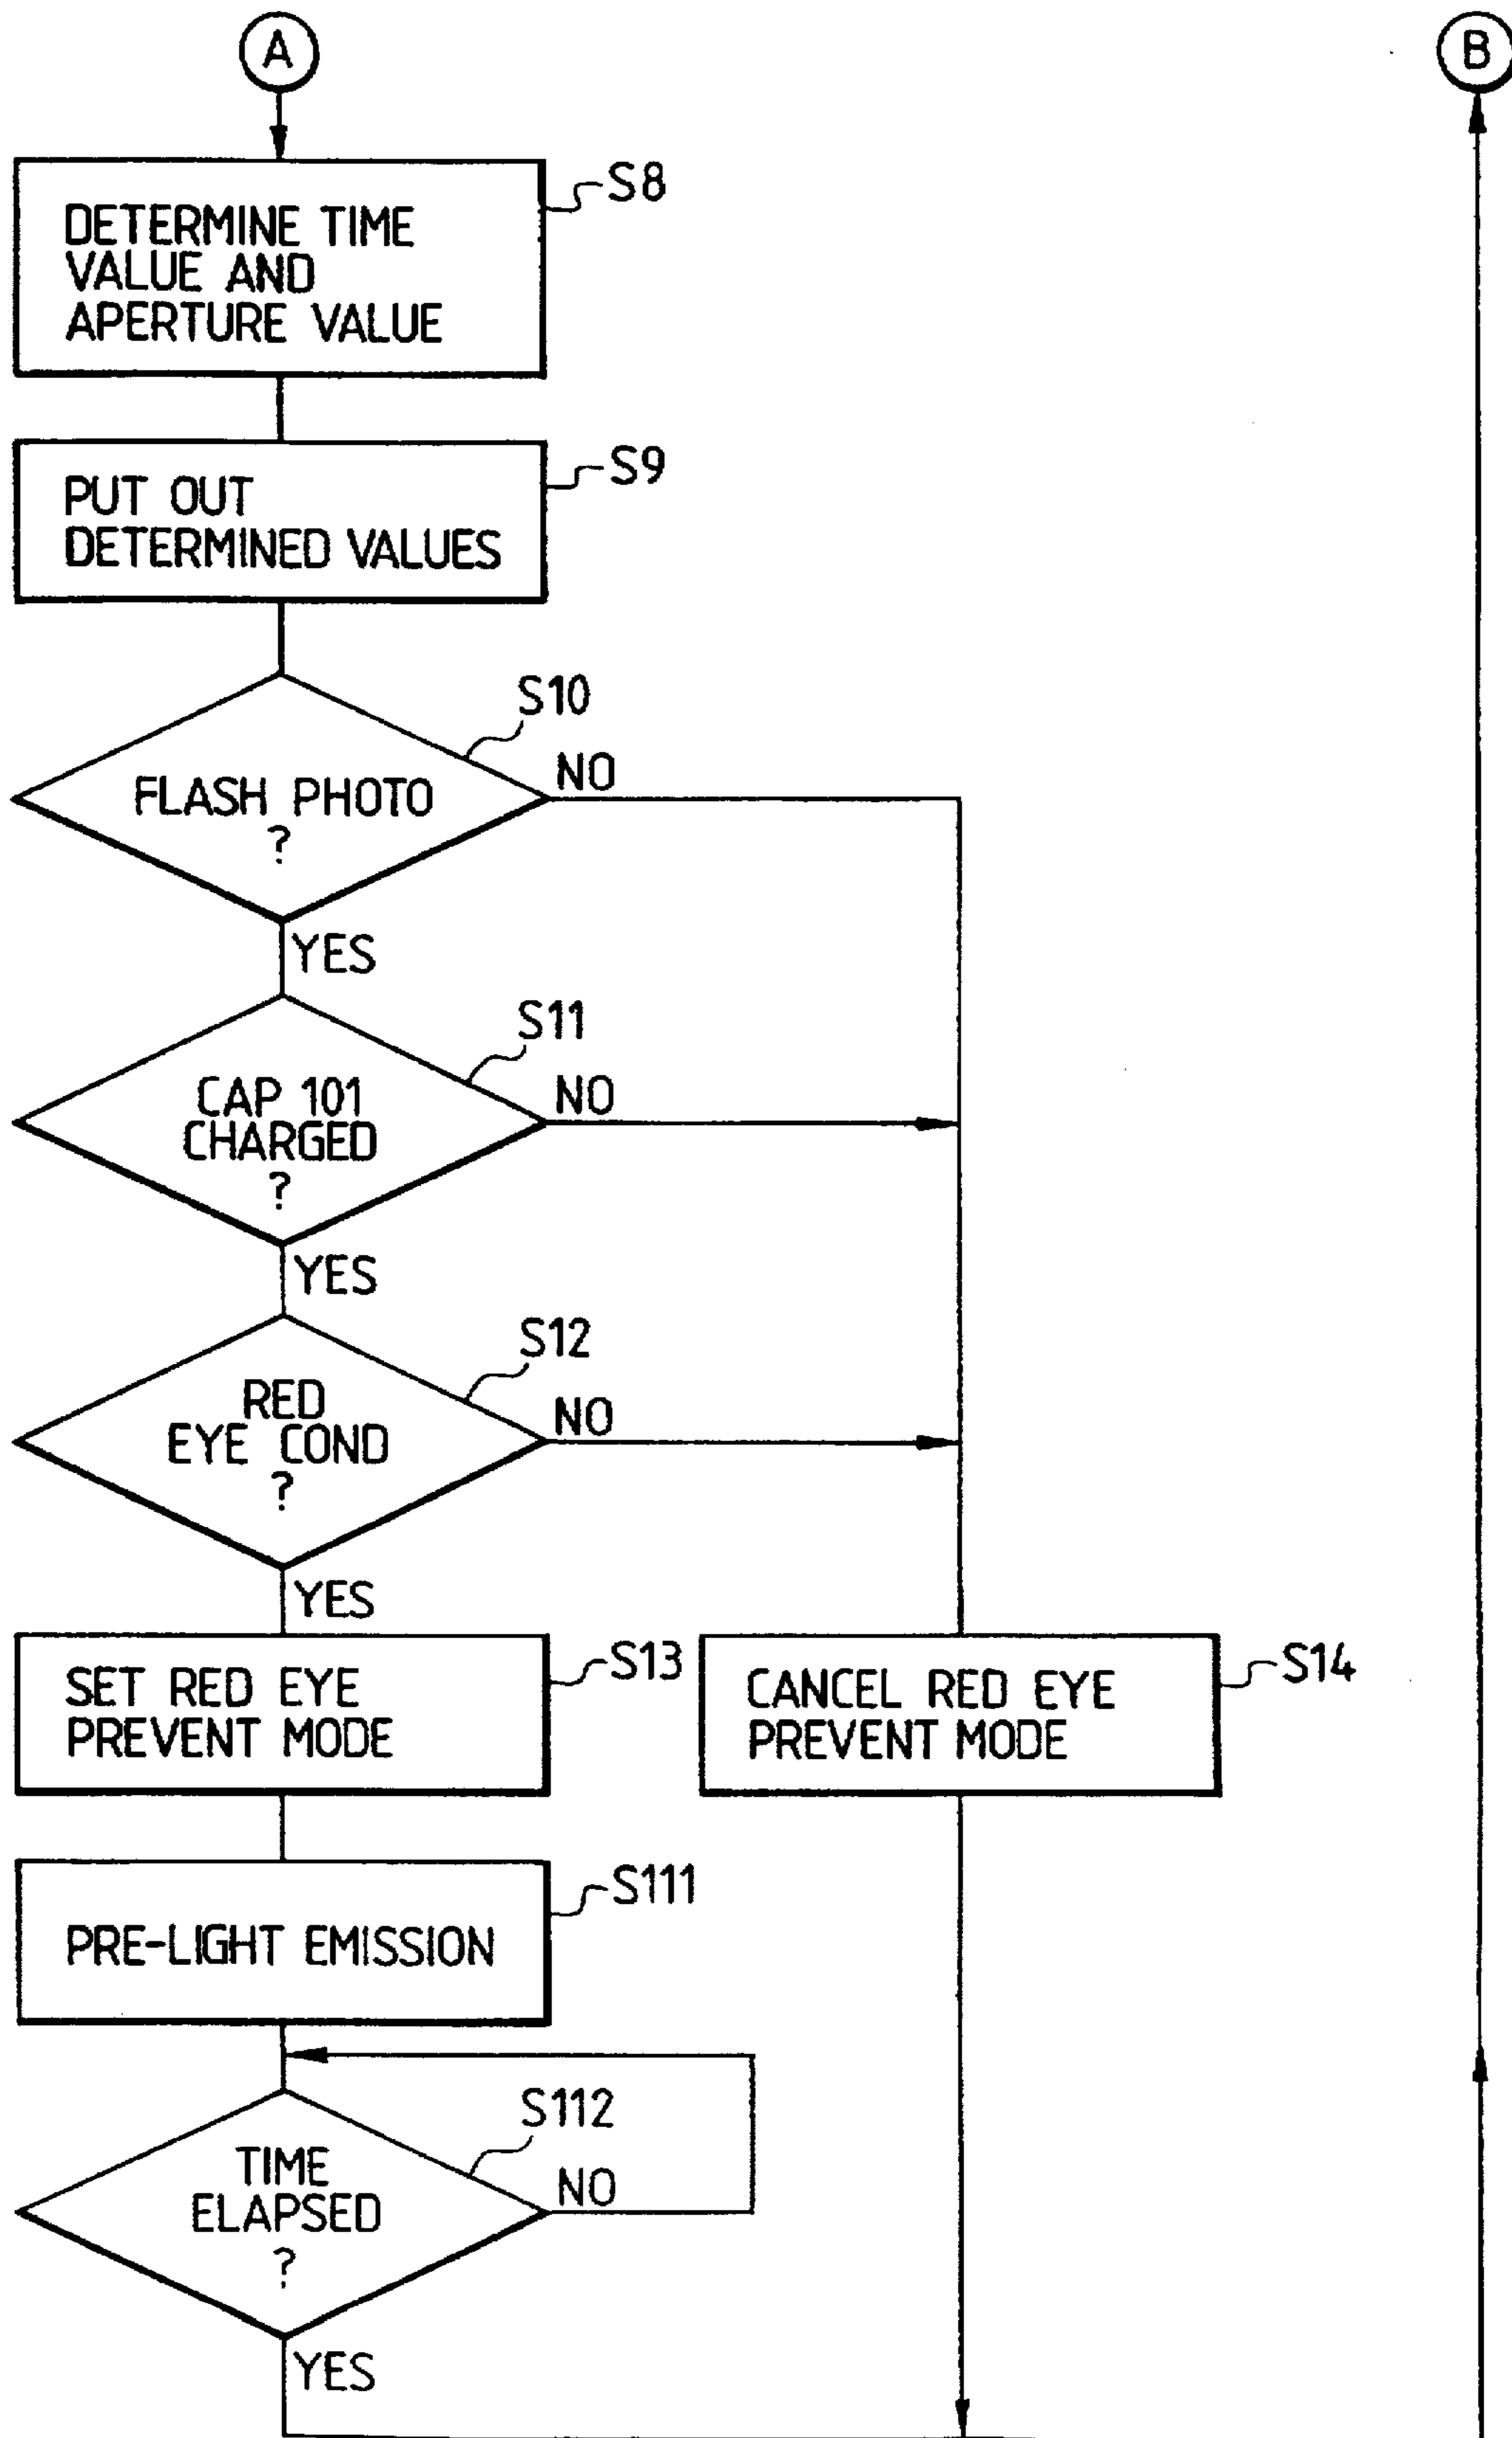 A
B
S8
DETERMINE TIME
VALUE AND
APERTURE VALUE
S9
PUT OUT
DETERMINED VALUES
S10
FLASH PHOTO
?
NO
YES
S11
CAP 101
CHARGED
?
NO
YES
S12
RED
EYE COND
?
NO
YES
S13
SET RED EYE
PREVENT MODE
S14
CANCEL RED EYE
PREVENT MODE
S111
PRE-LIGHT EMISSION
S112
TIME
ELAPSED
?
NO
YES